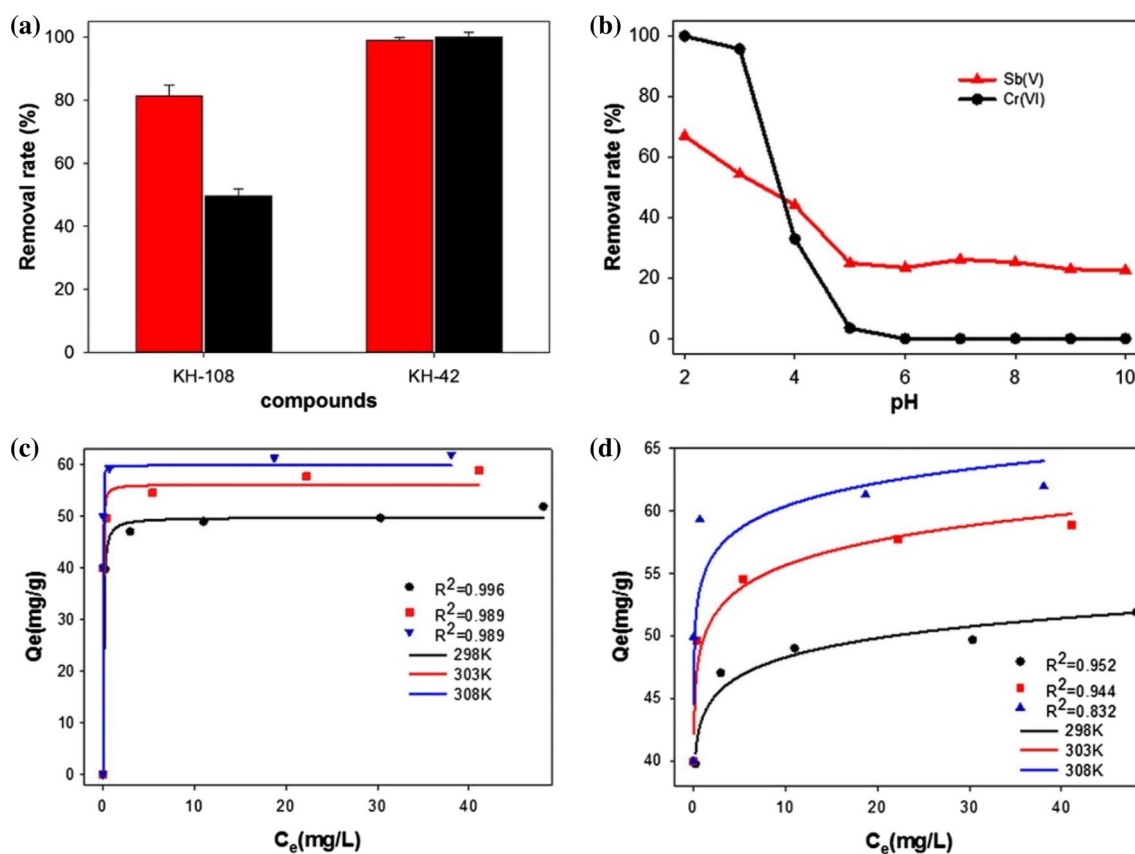 (a)
Removal rate (%)
100
80
60
40
20
0
KH-108 KH-42
compounds
(b)
Removal rate (%)
100
80
60
40
20
0
Sb(V)
Cr(VI)
2 4 6 8 10
pH
(c)
Qe(mg/g)
60
50
40
30
20
10
0
R²=0.996
R²=0.989
R²=0.989
298K
303K
308K
0 10 20 30 40
Cₑ(mg/L)
(d)
Qe(mg/g)
65
60
55
50
45
40
R²=0.952
R²=0.944
R²=0.832
298K
303K
308K
0 10 20 30 40
Cₑ(mg/L)